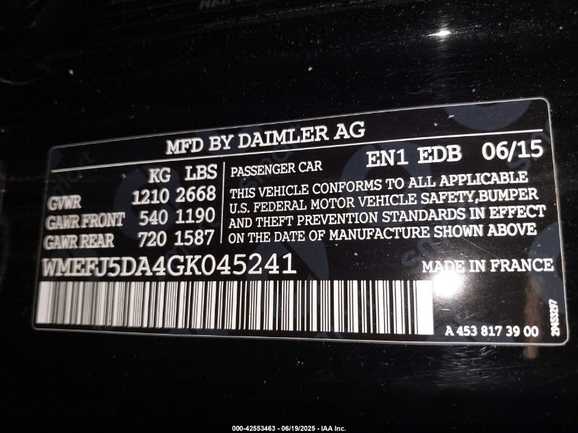 MFD BY DAIMLER AG
KG LBS
GVWR 1210 2668
GAWR FRONT 540 1190
GAWR REAR 720 1587
PASSENGER CAR EN1 EDB 06/15
THIS VEHICLE CONFORMS TO ALL APPLICABLE
U.S. FEDERAL MOTOR VEHICLE SAFETY,BUMPER
AND THEFT PREVENTION STANDARDS IN EFFECT
ON THE DATE OF MANUFACTURE SHOWN ABOVE
WMEFJ5DA4GK045241 MADE IN FRANCE
A 453 817 39 00
000-42553463 - 06/19/2025 - IAA Inc.